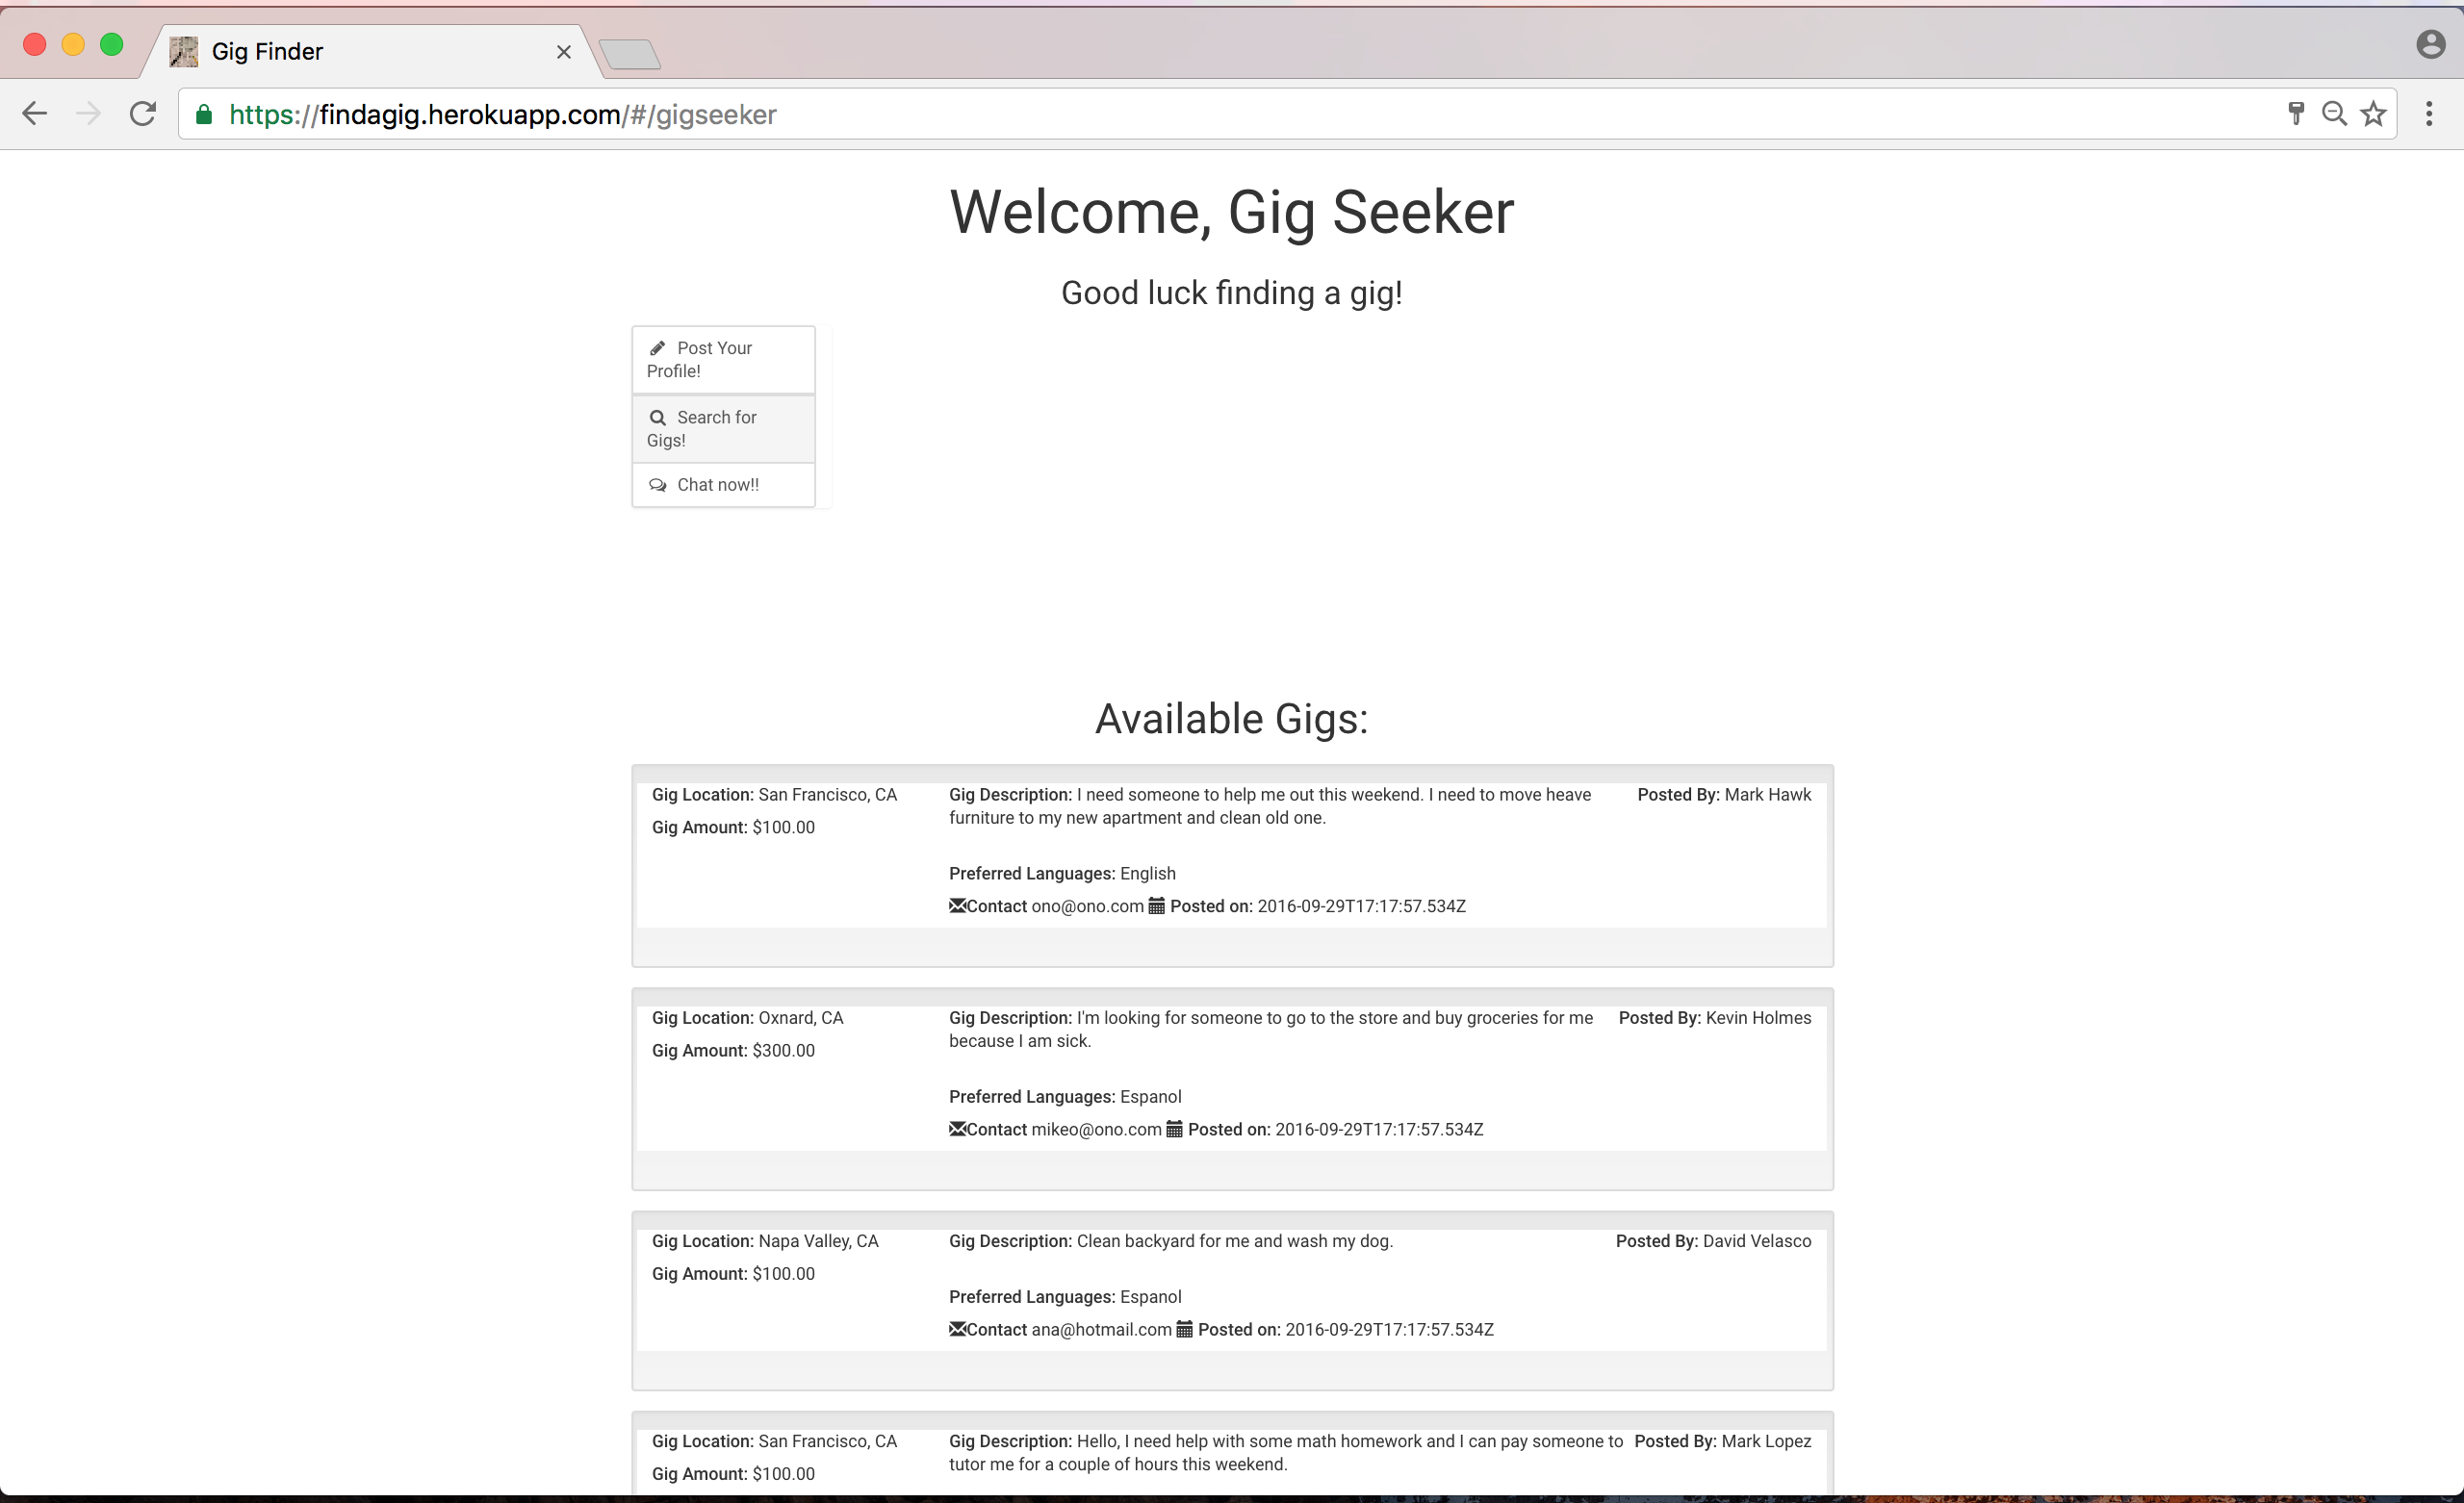 Gig Finder
https://findagig.herokuapp.com/#/gigseeker
Welcome, Gig Seeker
Good luck finding a gig!
Post Your
Profile!
Search for
Gigs!
Chat now!!
Available Gigs:
Gig Location: San Francisco, CA
Gig Amount: $100.00
Gig Description: I need someone to help me out this weekend. I need to move heave
furniture to my new apartment and clean old one.
Preferred Languages: English
Contact ono@ono.com Posted on: 2016-09-29T17:17:57.534Z
Posted By: Mark Hawk
Gig Location: Oxnard, CA
Gig Amount: $300.00
Gig Description: I'm looking for someone to go to the store and buy groceries for me
because I am sick.
Preferred Languages: Espanol
Contact mikeo@ono.com Posted on: 2016-09-29T17:17:57.534Z
Posted By: Kevin Holmes
Gig Location: Napa Valley, CA
Gig Amount: $100.00
Gig Description: Clean backyard for me and wash my dog.
Preferred Languages: Espanol
Contact ana@hotmail.com Posted on: 2016-09-29T17:17:57.534Z
Posted By: David Velasco
Gig Location: San Francisco, CA
Gig Amount: $100.00
Gig Description: Hello, I need help with some math homework and I can pay someone to
tutor me for a couple of hours this weekend.
Posted By: Mark Lopez